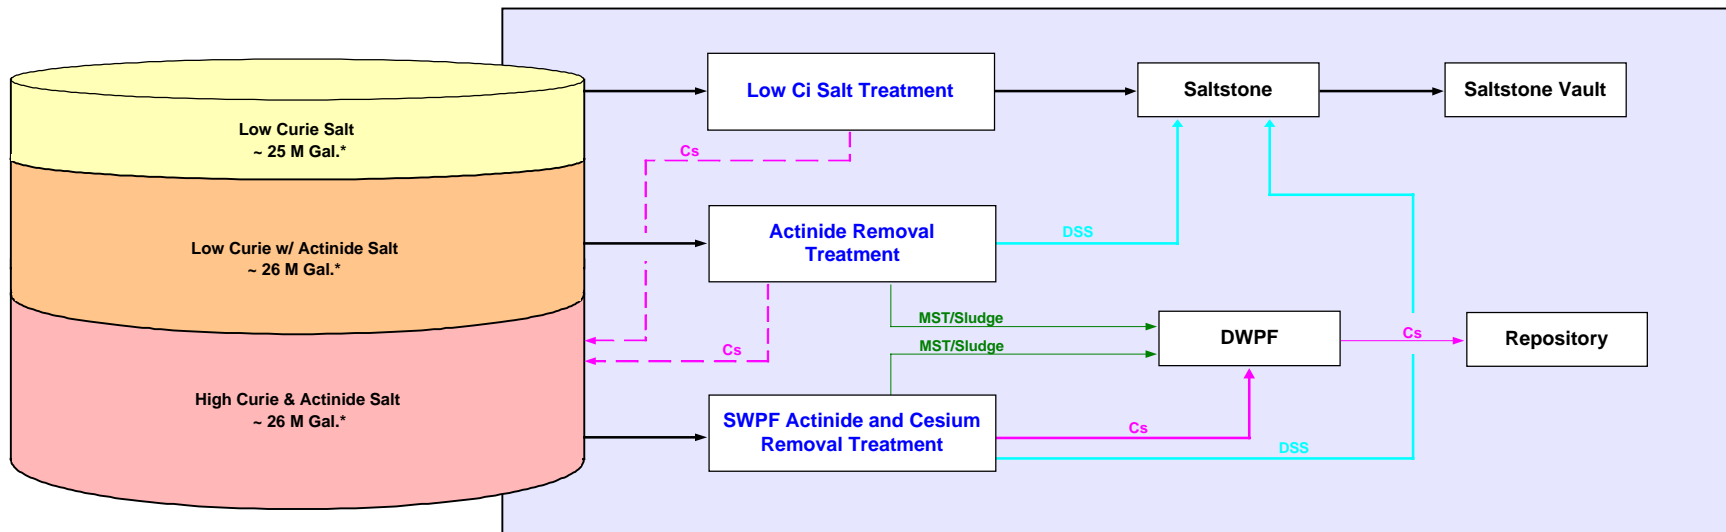 Low Curie Salt
~ 25 M Gal.*
Low Curie w/ Actinide Salt
~ 26 M Gal.*
High Curie & Actinide Salt
~ 26 M Gal.*
Low Ci Salt Treatment
Saltstone
Saltstone Vault
Cs
Actinide Removal
Treatment
DSS
MST/Sludge
MST/Sludge
Cs
DWPF
Cs
Repository
SWPF Actinide and Cesium
Removal Treatment
Cs
DSS